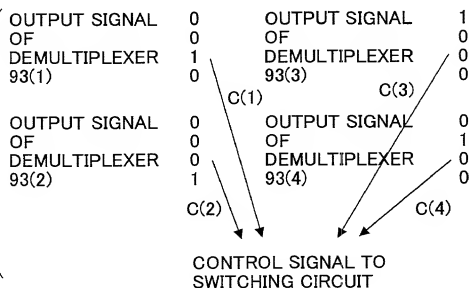 OUTPUT SIGNAL 0
OF 0
DEMULTIPLEXER 1
93(1) 0
OUTPUT SIGNAL 1
OF 0
DEMULTIPLEXER 0
93(3) 0
C(1)
C(3)
OUTPUT SIGNAL 0
OF 0
DEMULTIPLEXER 0
93(2) 1
OUTPUT SIGNAL 0
OF 1
DEMULTIPLEXER 0
93(4) 0
C(2)
C(4)
CONTROL SIGNAL TO
SWITCHING CIRCUIT